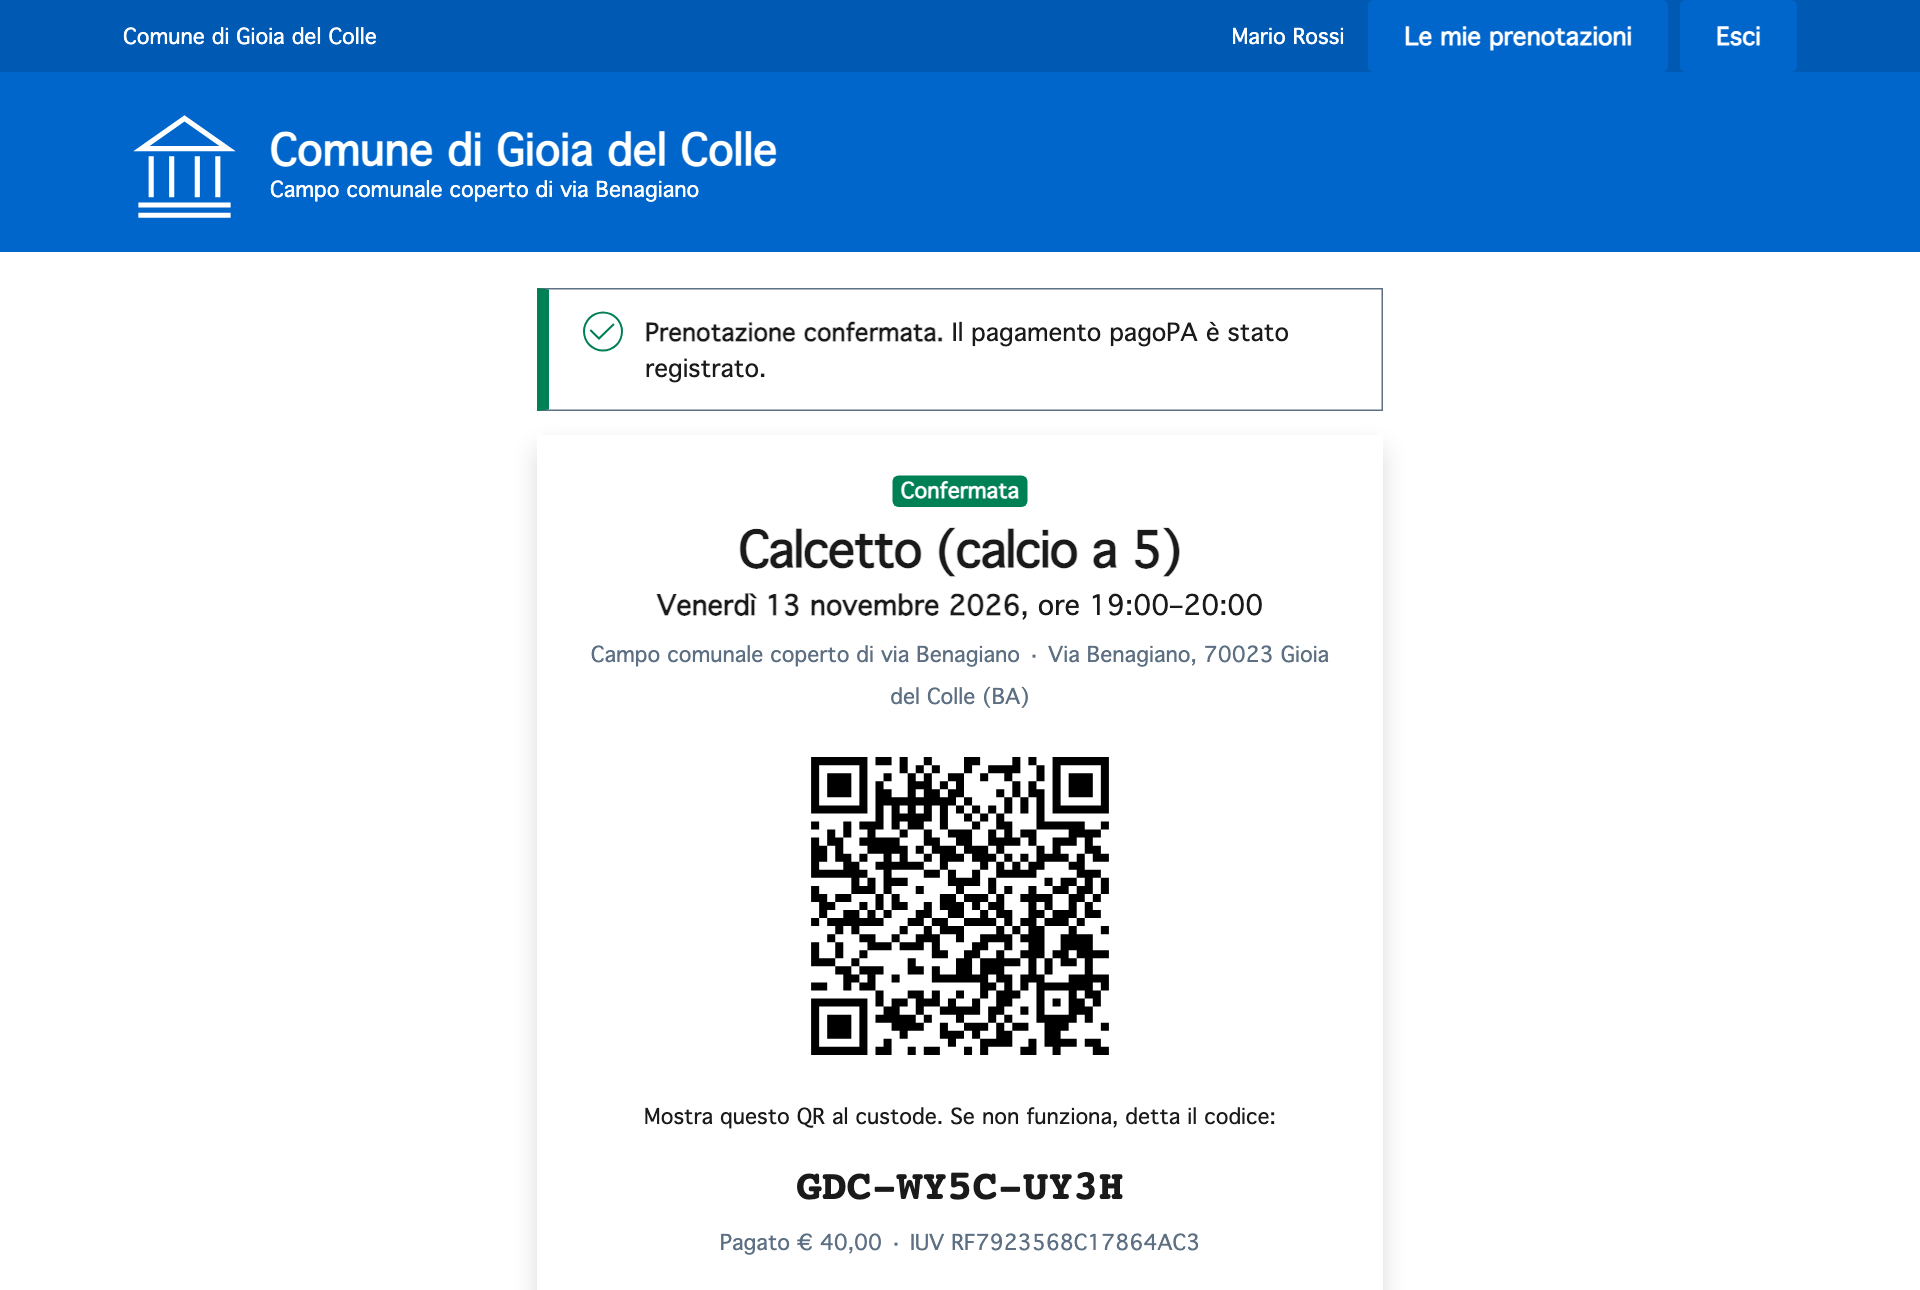 Comune di Gioia del Colle
Mario Rossi
Le mie prenotazioni
Esci
Comune di Gioia del Colle
Campo comunale coperto di via Benagiano
Prenotazione confermata. Il pagamento pagoPA è stato
registrato.
Confermata
Calcetto (calcio a 5)
Venerdì 13 novembre 2026, ore 19:00–20:00
Campo comunale coperto di via Benagiano · Via Benagiano, 70023 Gioia
del Colle (BA)
Mostra questo QR al custode. Se non funziona, detta il codice:
GDC-WY5C-UY3H
Pagato € 40,00 · IUV RF7923568C17864AC3